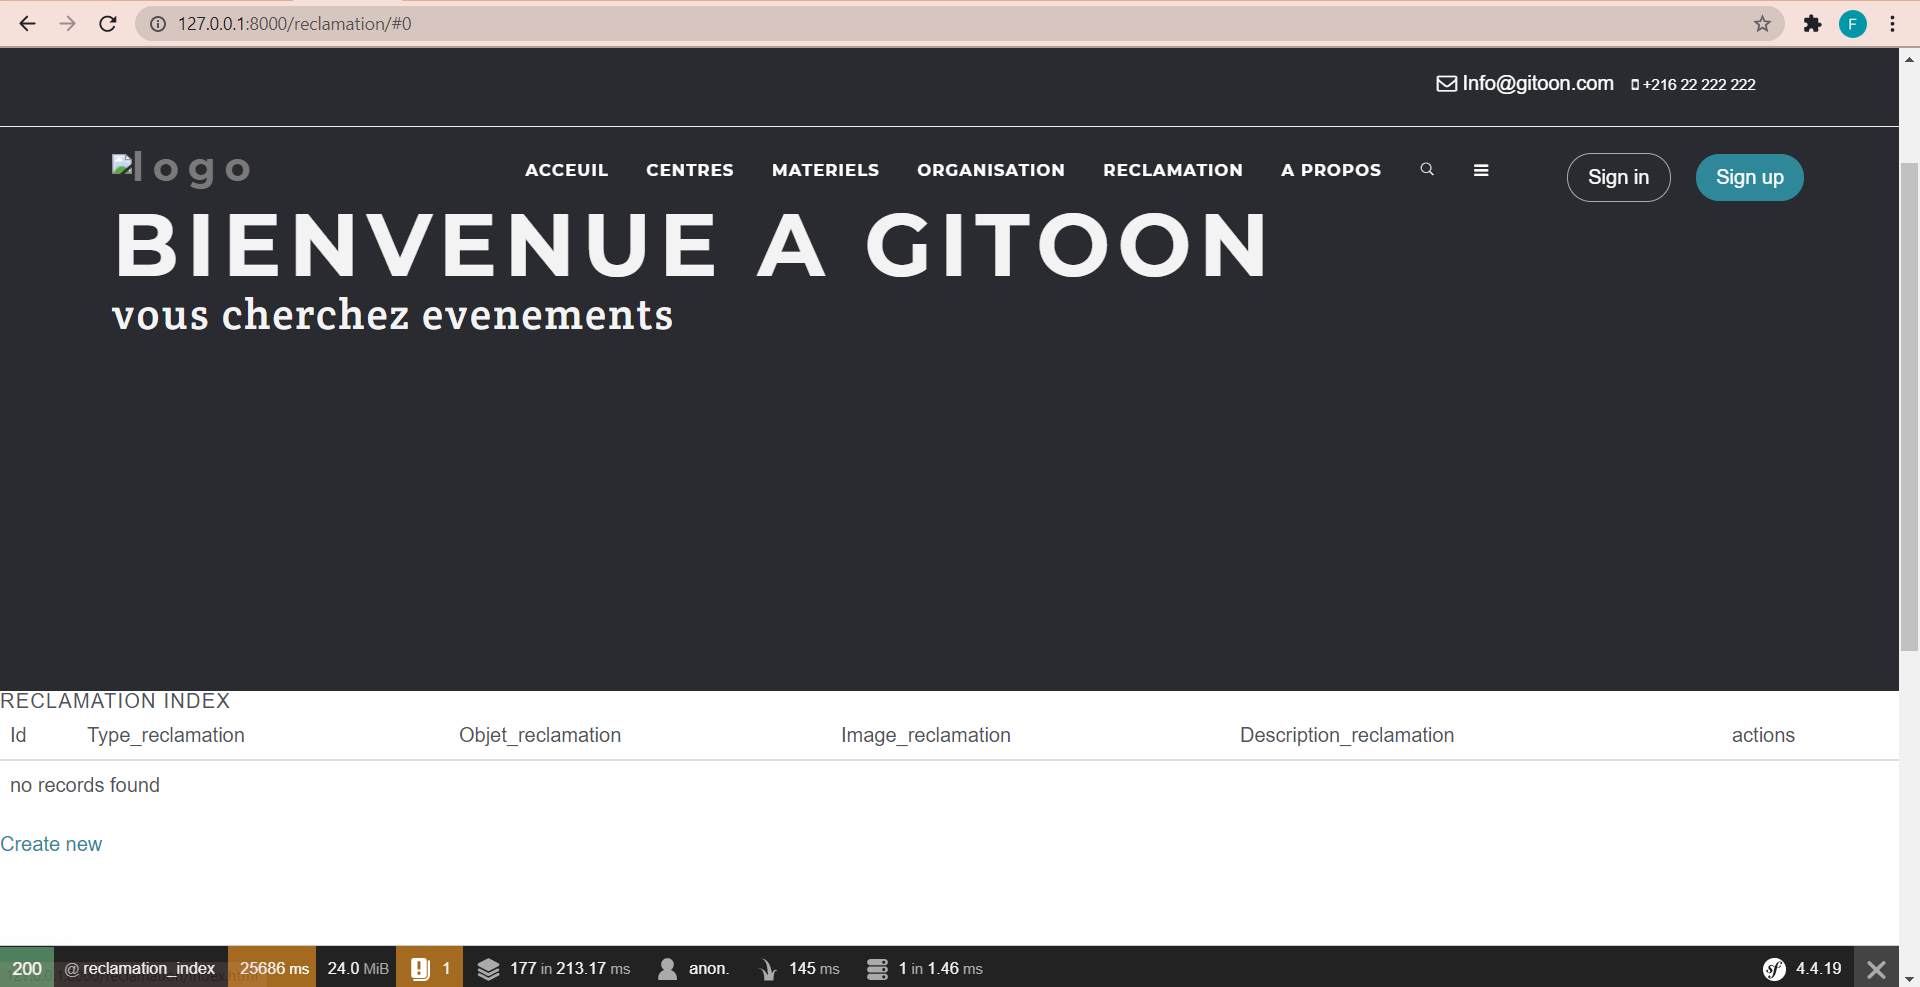 127.0.0.1:8000/reclamation/#0
F
Info@gitoon.com +216 22 222 222
logo
ACCEUIL CENTRES MATERIELS ORGANISATION RECLAMATION A PROPOS
Sign in Sign up
BIENVENUE A GITOON
vous cherchez evenements
RECLAMATION INDEX
Id Type_reclamation Objet_reclamation Image_reclamation Description_reclamation actions
no records found
Create new
200 @ reclamation_index 25686 ms 24.0 MiB 1 177 in 213.17 ms anon. 145 ms 1 in 1.46 ms sf 4.4.19